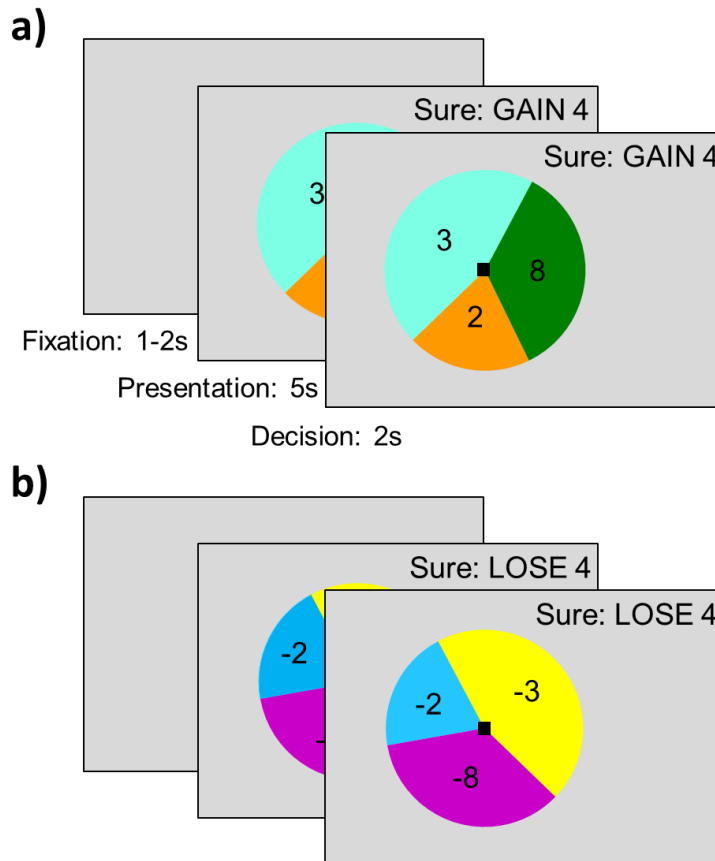 a)
Sure: GAIN 4
Sure: GAIN 4
3
3
8
2
Fixation: 1-2s
Presentation: 5s
Decision: 2s
b)
Sure: LOSE 4
Sure: LOSE 4
-2
-
-2
-3
-8